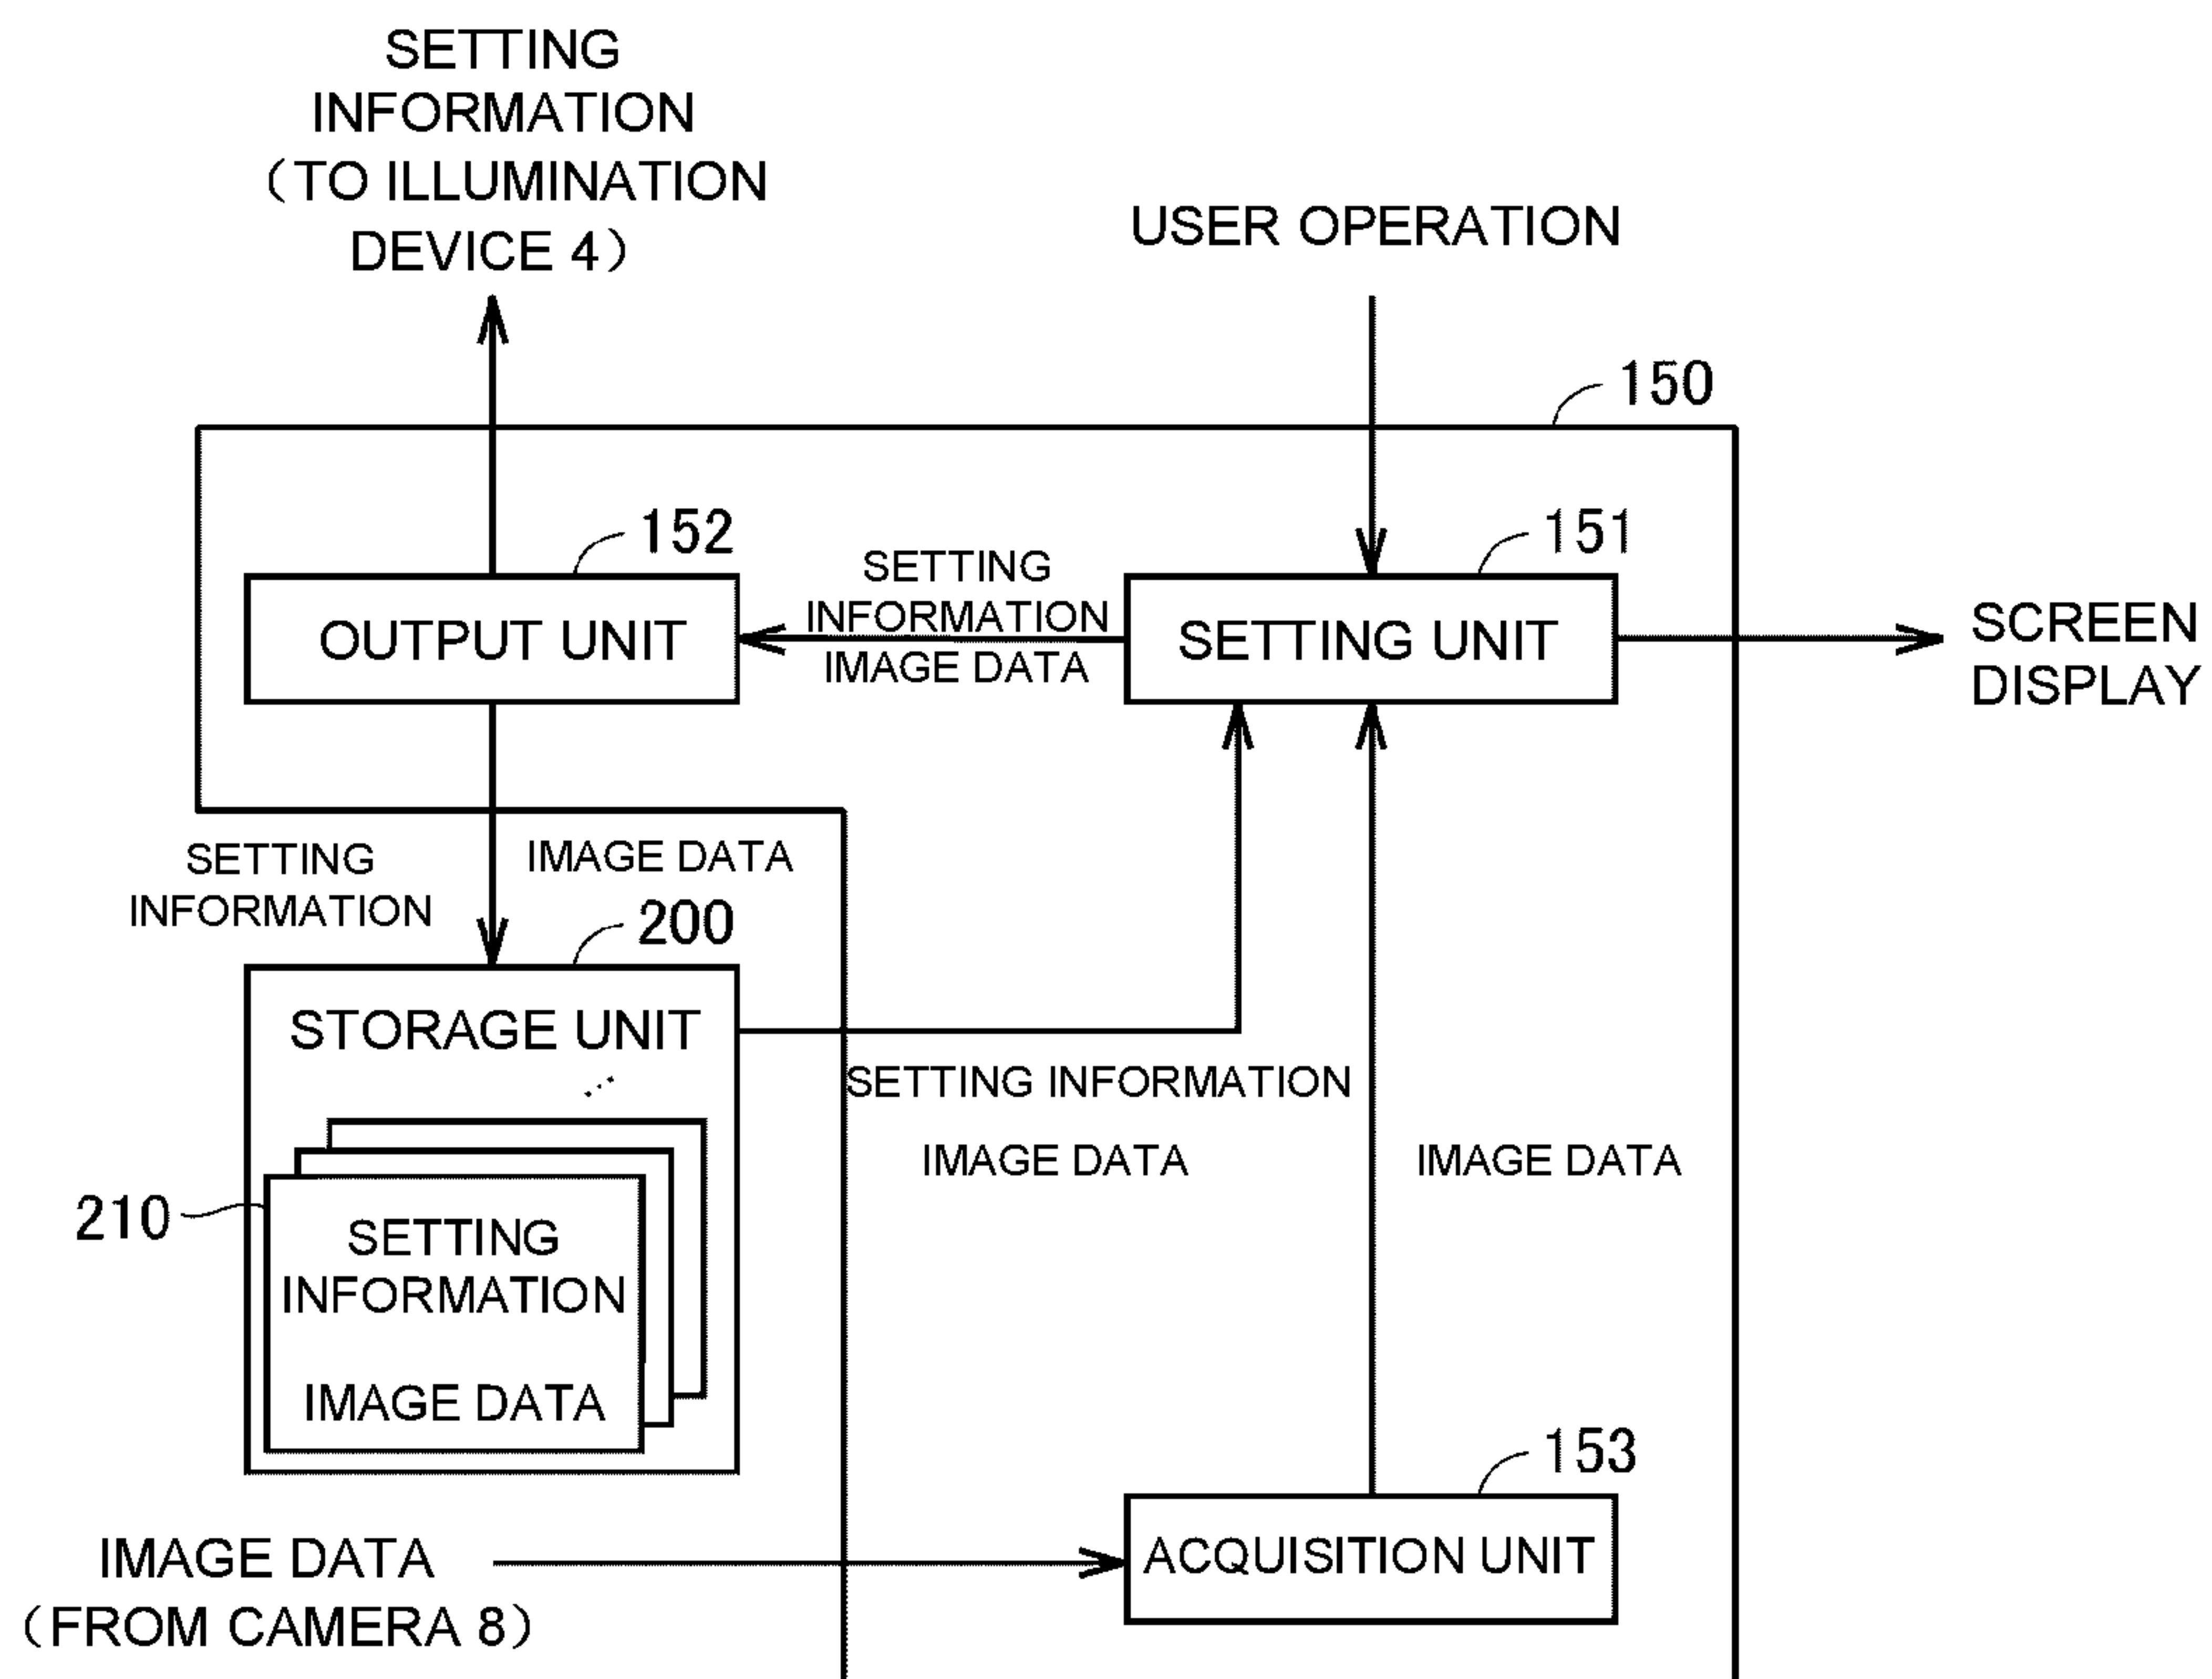 SETTING
INFORMATION
（TO ILLUMINATION
DEVICE 4）
USER OPERATION
150
152
151
SETTING
INFORMATION
IMAGE DATA
OUTPUT UNIT
SETTING UNIT
SCREEN
DISPLAY
SETTING
INFORMATION
IMAGE DATA
200
STORAGE UNIT
...
SETTING INFORMATION
IMAGE DATA
IMAGE DATA
210
SETTING
INFORMATION
IMAGE DATA
153
ACQUISITION UNIT
IMAGE DATA
（FROM CAMERA 8）